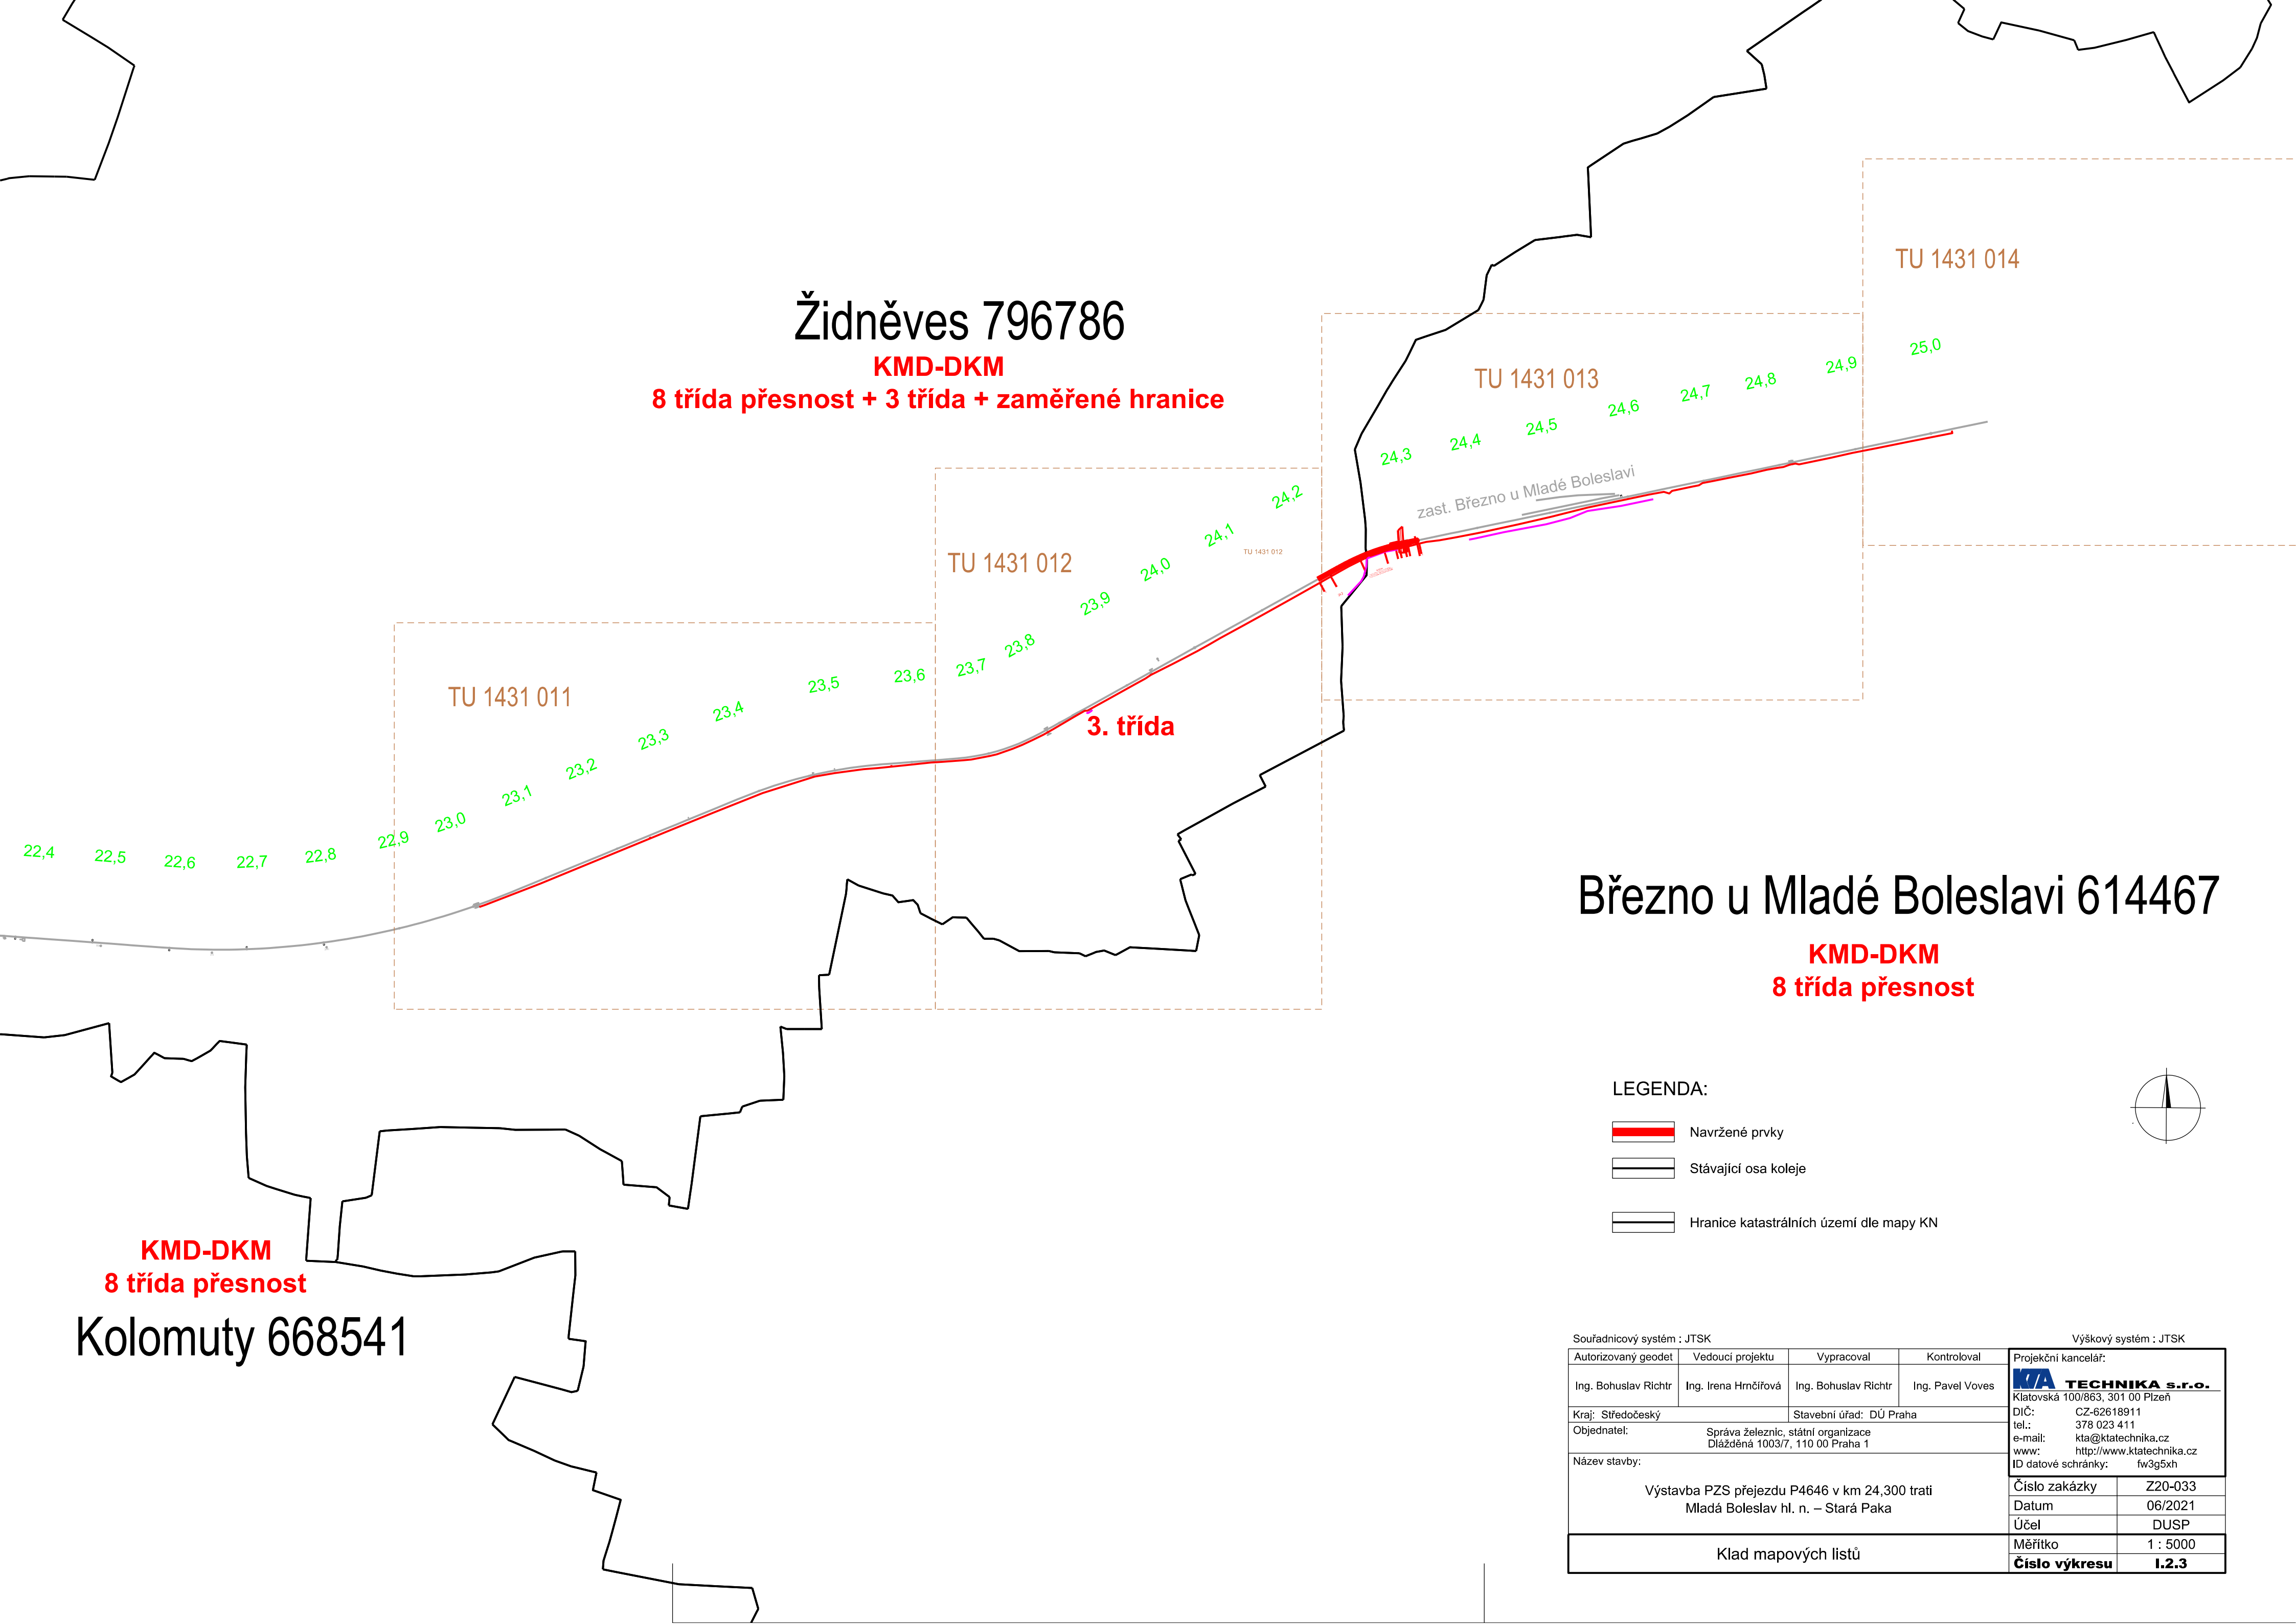 TU 1431 014
Židněves 796786
KMD-DKM
8 třída přesnost + 3 třída + zaměřené hranice
TU 1431 013
24,3
24,4
24,5
24,6
24,7
24,8
24,9
25,0
zast. Březno u Mladé Boleslavi
TU 1431 012
23,7
23,8
23,9
24,0
24,1
24,2
TU 1431 012
TU 1431 011
3. třída
22,4
22,5
22,6
22,7
22,8
22,9
23,0
23,1
23,2
23,3
23,4
23,5
23,6
Březno u Mladé Boleslavi 614467
KMD-DKM
8 třída přesnost
LEGENDA:
Navržené prvky
Stávající osa koleje
Hranice katastrálních území dle mapy KN
KMD-DKM
8 třída přesnost
Kolomuty 668541
Souřadnicový systém : JTSK
Výškový systém : JTSK
Autorizovaný geodet
Vedoucí projektu
Vypracoval
Kontroloval
Ing. Bohuslav Richtr
Ing. Irena Hrnčířová
Ing. Bohuslav Richtr
Ing. Pavel Voves
Kraj: Středočeský
Stavební úřad: DÚ Praha
Objednatel:
Správa železnic, státní organizace
Dlážděná 1003/7, 110 00 Praha 1
Název stavby:
Výstavba PZS přejezdu P4646 v km 24,300 trati
Mladá Boleslav hl. n. – Stará Paka
Klad mapových listů
Projekční kancelář:
KTA TECHNIKA s.r.o.
Klatovská 100/863, 301 00 Plzeň
DIČ: CZ-62618911
tel.: 378 023 411
e-mail: kta@ktatechnika.cz
www: http://www.ktatechnika.cz
ID datové schránky: fw3g5xh
Číslo zakázky Z20-033
Datum 06/2021
Účel DUSP
Měřítko 1 : 5000
Číslo výkresu I.2.3